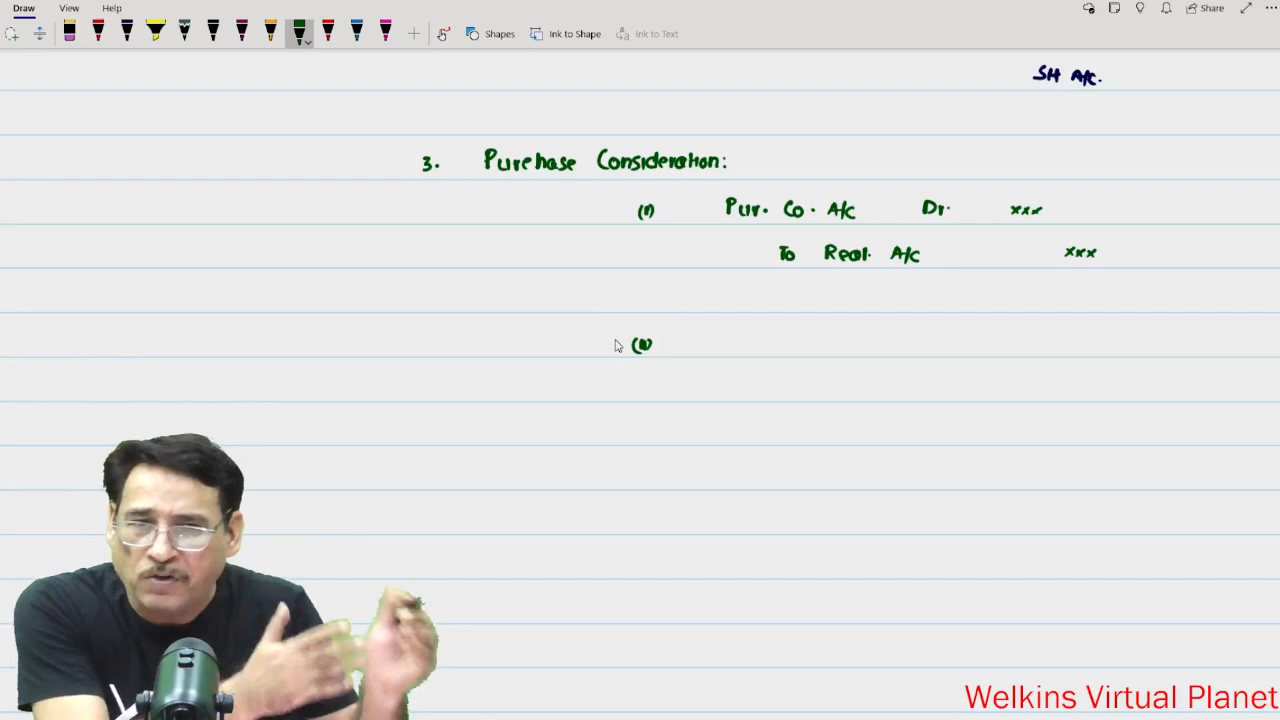 Draw View Help Share
Shapes Ink to Shape Ink to Text
SH A/c.
3. Purchase Consideration:
(i) Pur. Co. A/c Dr. xxx
To Real. A/c xxx
(ii)
Welkins Virtual Planet